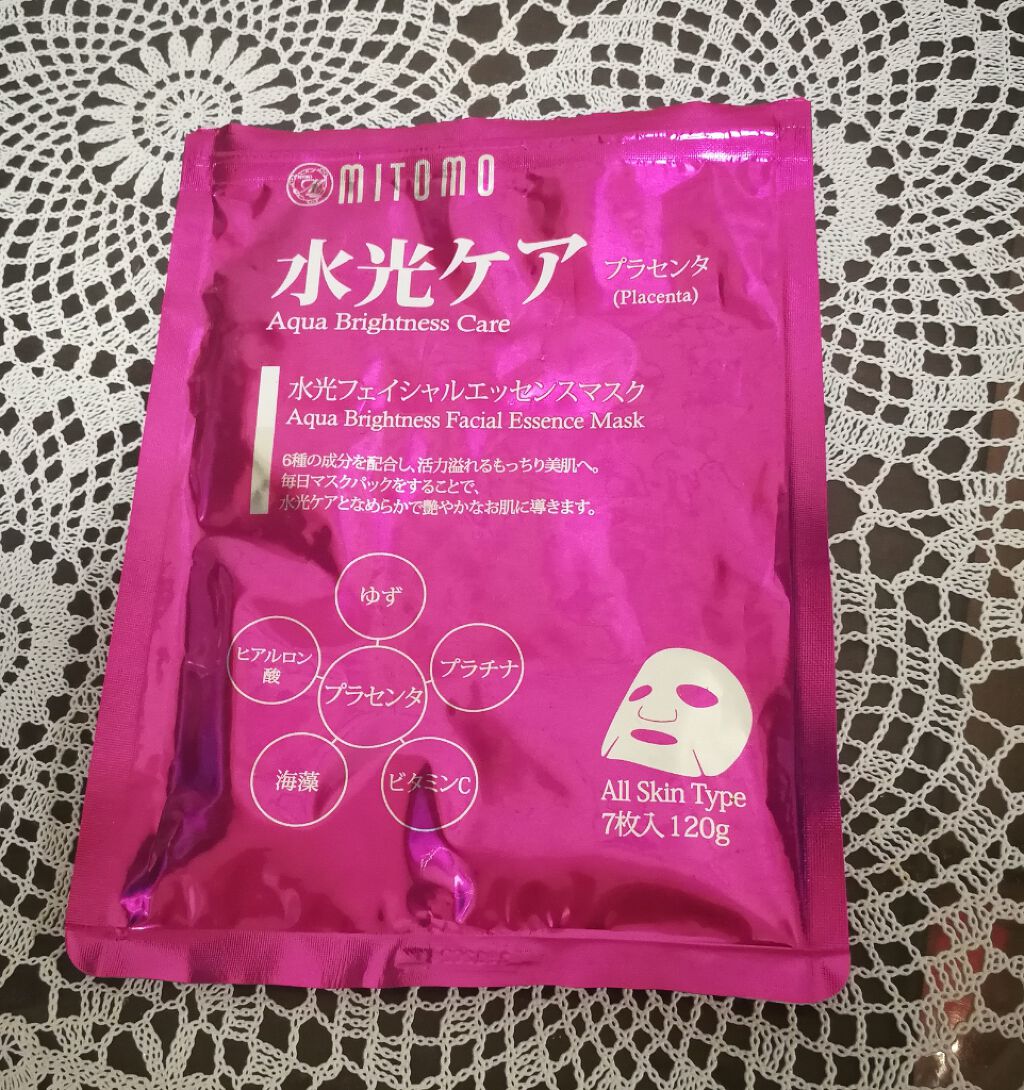 MITOMO
水光ケア
プラセンタ
(Placenta)
Aqua Brightness Care
水光フェイシャルエッセンスマスク
Aqua Brightness Facial Essence Mask
6種の成分を配合し、活力溢れるもっちり美肌へ。
毎日マスクパックをすることで、
水光ケアとなめらかで艶やかなお肌に導きます。
ゆず
ヒアルロン
酸
プラセンタ
プラチナ
海藻
ビタミンC
All Skin Type
7枚入 120g